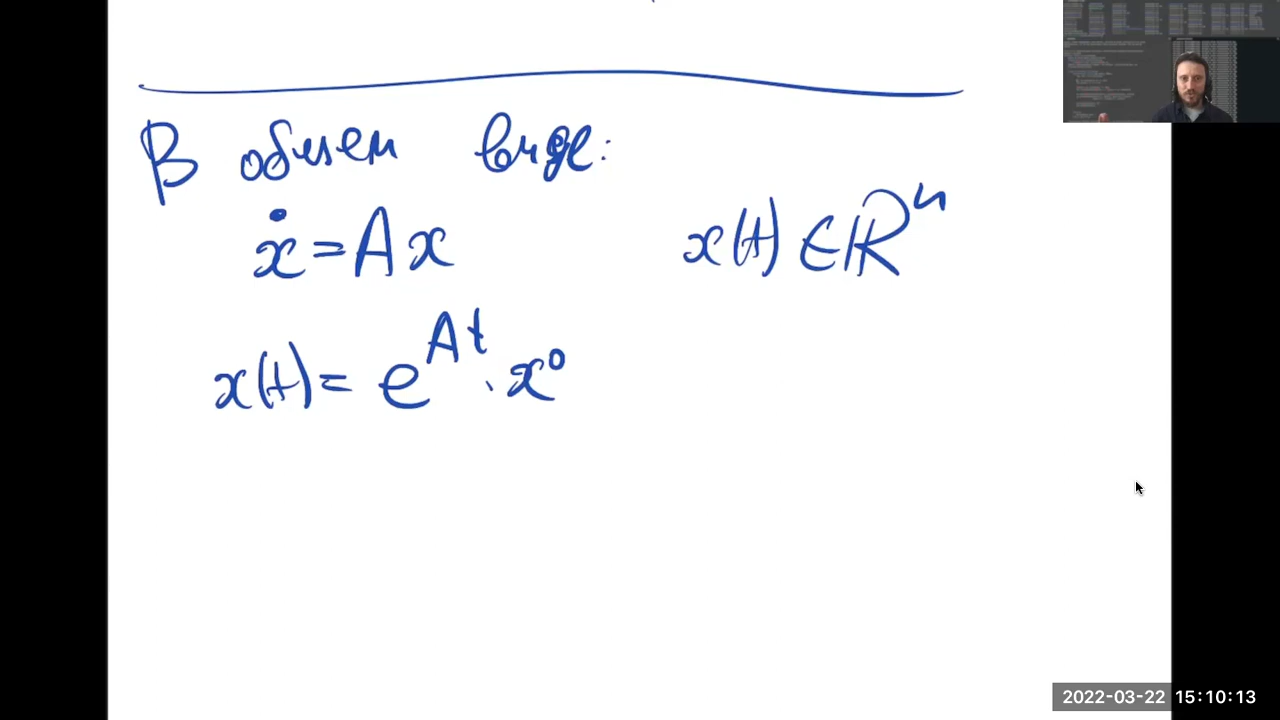 В общем виде:
ẋ = Ax x(t) ∈ ℝⁿ
x(t) = e^{At} · x⁰
2022-03-22 15:10:13